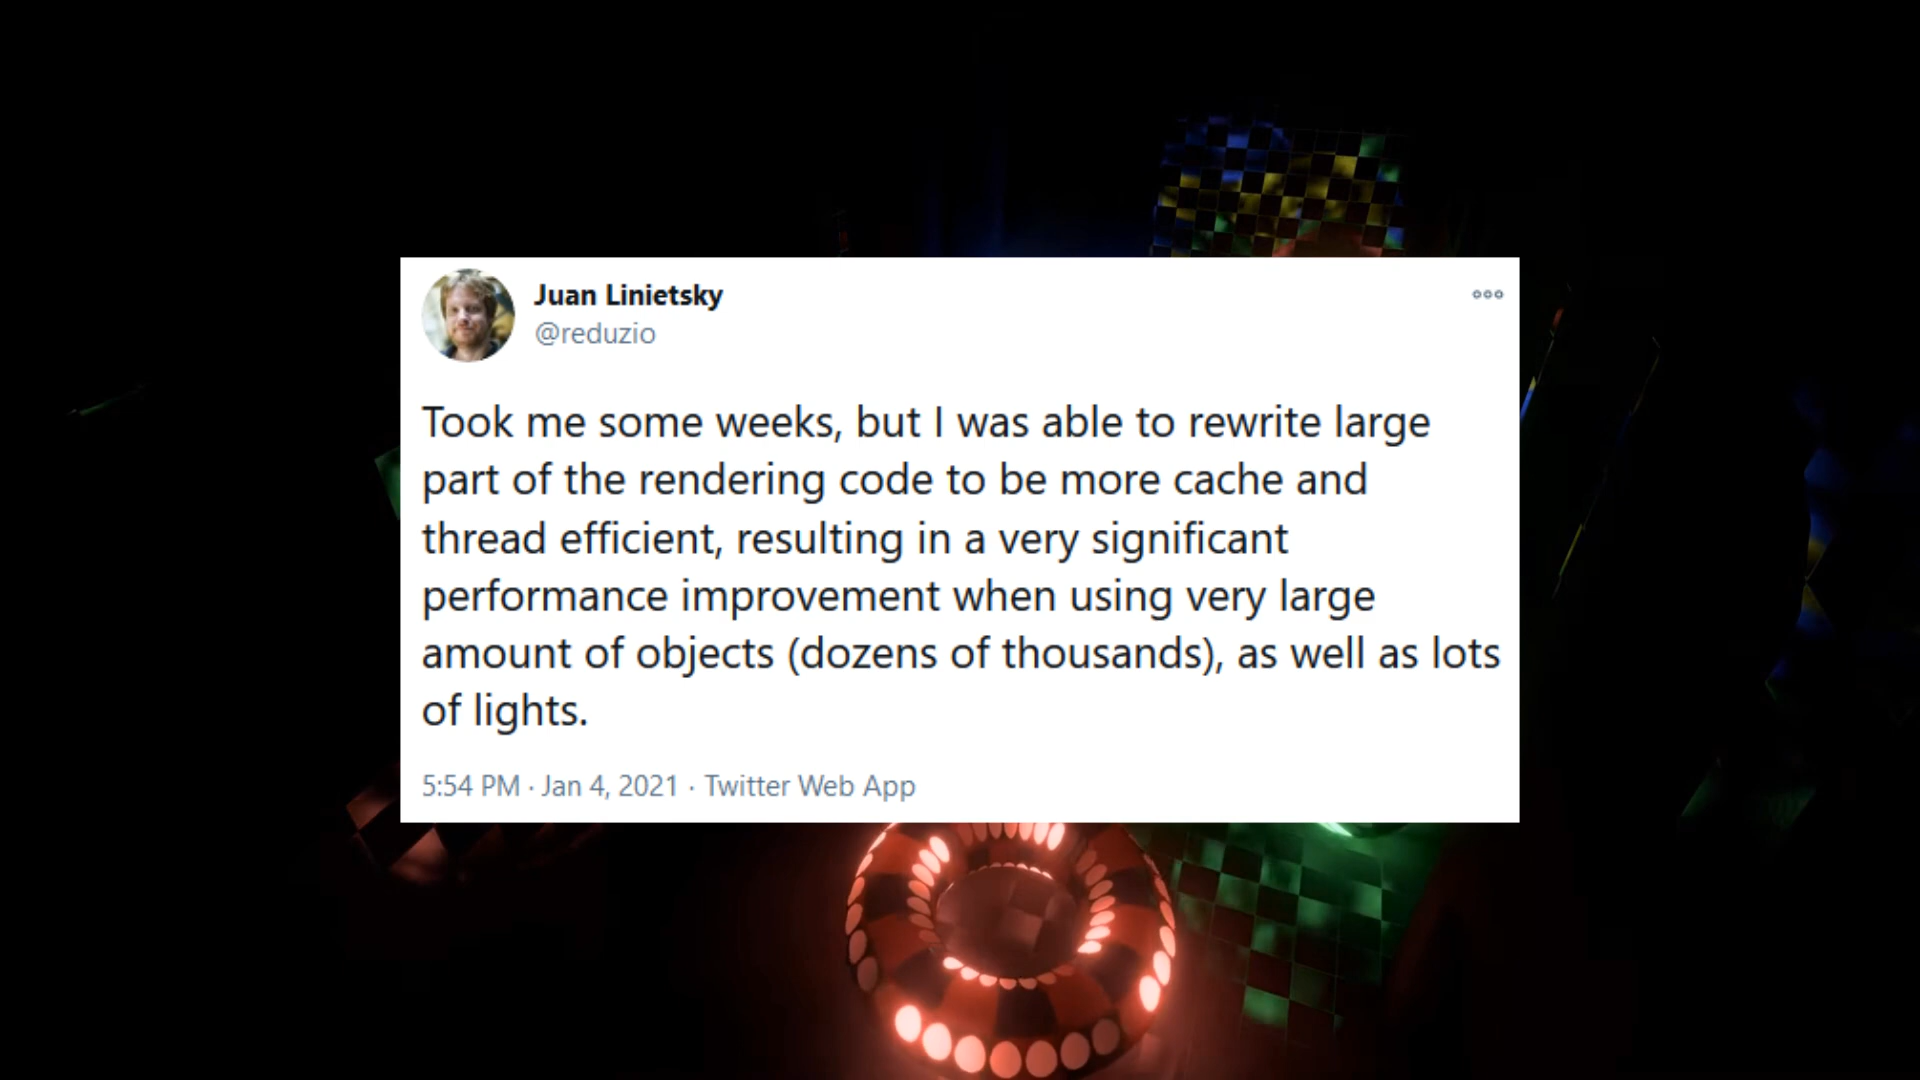 Juan Linietsky
@reduzio
Took me some weeks, but I was able to rewrite large
part of the rendering code to be more cache and
thread efficient, resulting in a very significant
performance improvement when using very large
amount of objects (dozens of thousands), as well as lots
of lights.
5:54 PM · Jan 4, 2021 · Twitter Web App